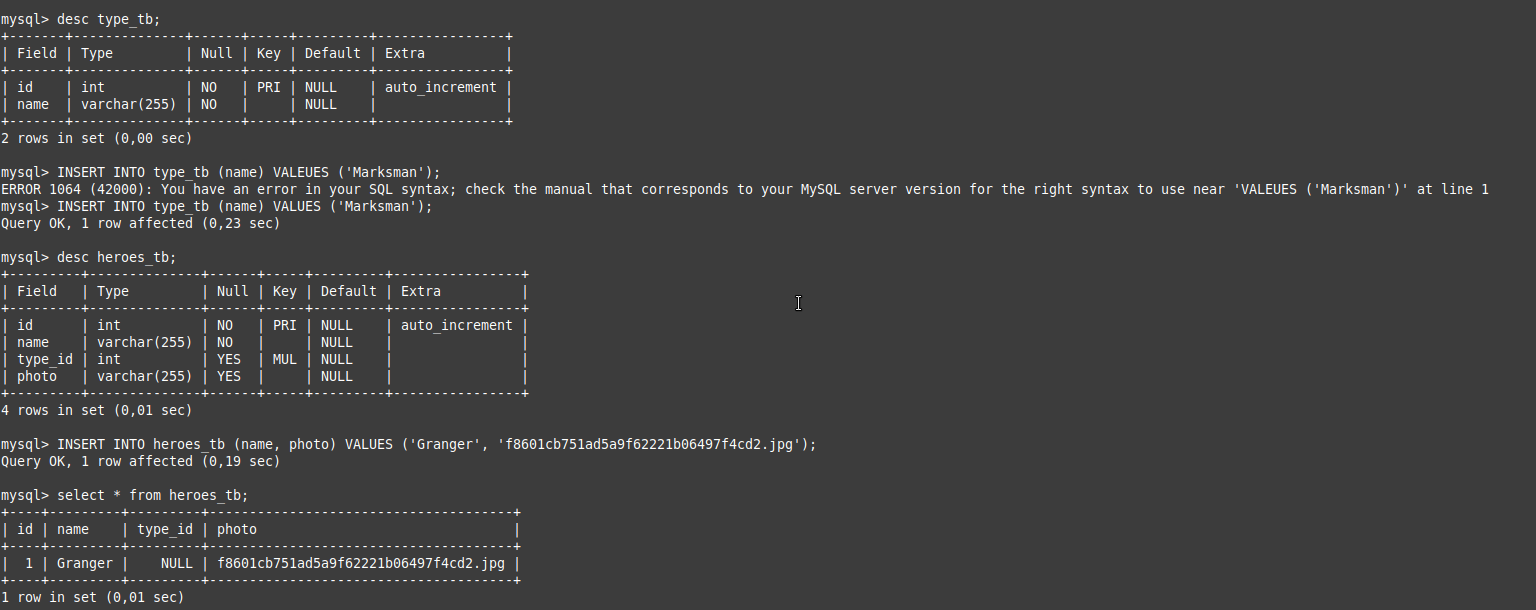 mysql> desc type_tb;
+-------+--------------+------+-----+---------+----------------+
| Field | Type         | Null | Key | Default | Extra          |
+-------+--------------+------+-----+---------+----------------+
| id    | int          | NO   | PRI | NULL    | auto_increment |
| name  | varchar(255) | NO   |     | NULL    |                |
+-------+--------------+------+-----+---------+----------------+
2 rows in set (0,00 sec)

mysql> INSERT INTO type_tb (name) VALEUES ('Marksman');
ERROR 1064 (42000): You have an error in your SQL syntax; check the manual that corresponds to your MySQL server version for the right syntax to use near 'VALEUES ('Marksman')' at line 1
mysql> INSERT INTO type_tb (name) VALUES ('Marksman');
Query OK, 1 row affected (0,23 sec)

mysql> desc heroes_tb;
+---------+--------------+------+-----+---------+----------------+
| Field   | Type         | Null | Key | Default | Extra          |
+---------+--------------+------+-----+---------+----------------+
| id      | int          | NO   | PRI | NULL    | auto_increment |
| name    | varchar(255) | NO   |     | NULL    |                |
| type_id | int          | YES  | MUL | NULL    |                |
| photo   | varchar(255) | YES  |     | NULL    |                |
+---------+--------------+------+-----+---------+----------------+
4 rows in set (0,01 sec)

mysql> INSERT INTO heroes_tb (name, photo) VALUES ('Granger', 'f8601cb751ad5a9f62221b06497f4cd2.jpg');
Query OK, 1 row affected (0,19 sec)

mysql> select * from heroes_tb;
+----+---------+---------+--------------------------------------+
| id | name    | type_id | photo                                |
+----+---------+---------+--------------------------------------+
|  1 | Granger |    NULL | f8601cb751ad5a9f62221b06497f4cd2.jpg |
+----+---------+---------+--------------------------------------+
1 row in set (0,01 sec)